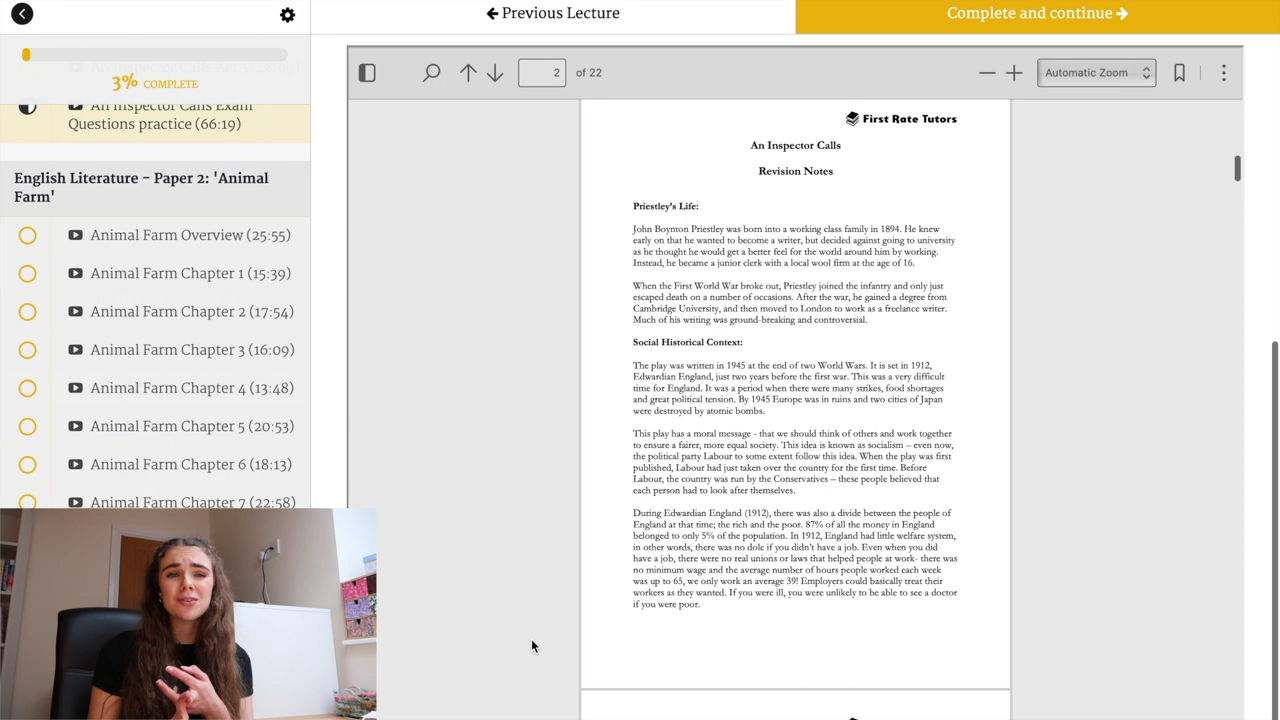 Previous Lecture
Complete and continue
3% COMPLETE
An Inspector Calls Exam
Questions practice (66:19)
English Literature - Paper 2: 'Animal
Farm'
Animal Farm Overview (25:55)
Animal Farm Chapter 1 (15:39)
Animal Farm Chapter 2 (17:54)
Animal Farm Chapter 3 (16:09)
Animal Farm Chapter 4 (13:48)
Animal Farm Chapter 5 (20:53)
Animal Farm Chapter 6 (18:13)
Animal Farm Chapter 7 (22:58)
2 of 22
Automatic Zoom
First Rate Tutors
An Inspector Calls
Revision Notes
Priestley's Life:
John Boynton Priestley was born into a working class family in 1894. He knew
early on that he wanted to become a writer, but decided against going to university
as he thought he would get a better feel for the world around him by working.
Instead, he became a junior clerk with a local wool firm at the age of 16.
When the First World War broke out, Priestley joined the infantry and only just
escaped death on a number of occasions. After the war, he gained a degree from
Cambridge University, and then moved to London to work as a freelance writer.
Much of his writing was ground-breaking and controversial.
Social Historical Context:
The play was written in 1945 at the end of two World Wars. It is set in 1912,
Edwardian England, just two years before the first war. This was a very difficult
time for England. It was a period when there were many strikes, food shortages
and great political tension. By 1945 Europe was in ruins and two cities of Japan
were destroyed by atomic bombs.
This play has a moral message - that we should think of others and work together
to ensure a fairer, more equal society. This idea is known as socialism – even now,
the political party Labour to some extent follow this idea. When the play was first
published, Labour had just taken over the country for the first time. Before
Labour, the country was run by the Conservatives – these people believed that
each person had to look after themselves.
During Edwardian England (1912), there was also a divide between the people of
England at that time; the rich and the poor. 87% of all the money in England
belonged to only 5% of the population. In 1912, England had little welfare system,
in other words, there was no dole if you didn't have a job. Even when you did
have a job, there were no real unions or laws that helped people at work- there was
no minimum wage and the average number of hours people worked each week
was up to 65, we only work an average 39! Employers could basically treat their
workers as they wanted. If you were ill, you were unlikely to be able to see a doctor
if you were poor.